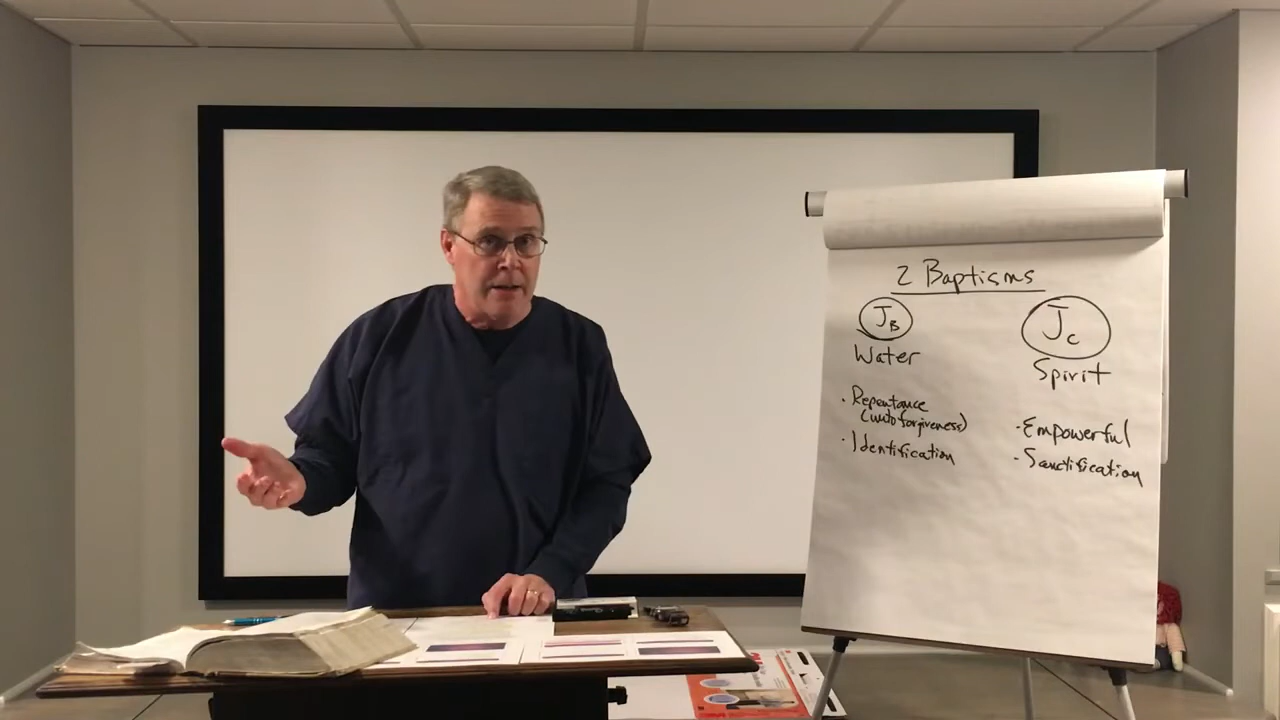 2 Baptisms
JB
Water
• Repentance
(unto forgiveness)
• Identification
Jc
Spirit
• Empowerful
• Sanctification